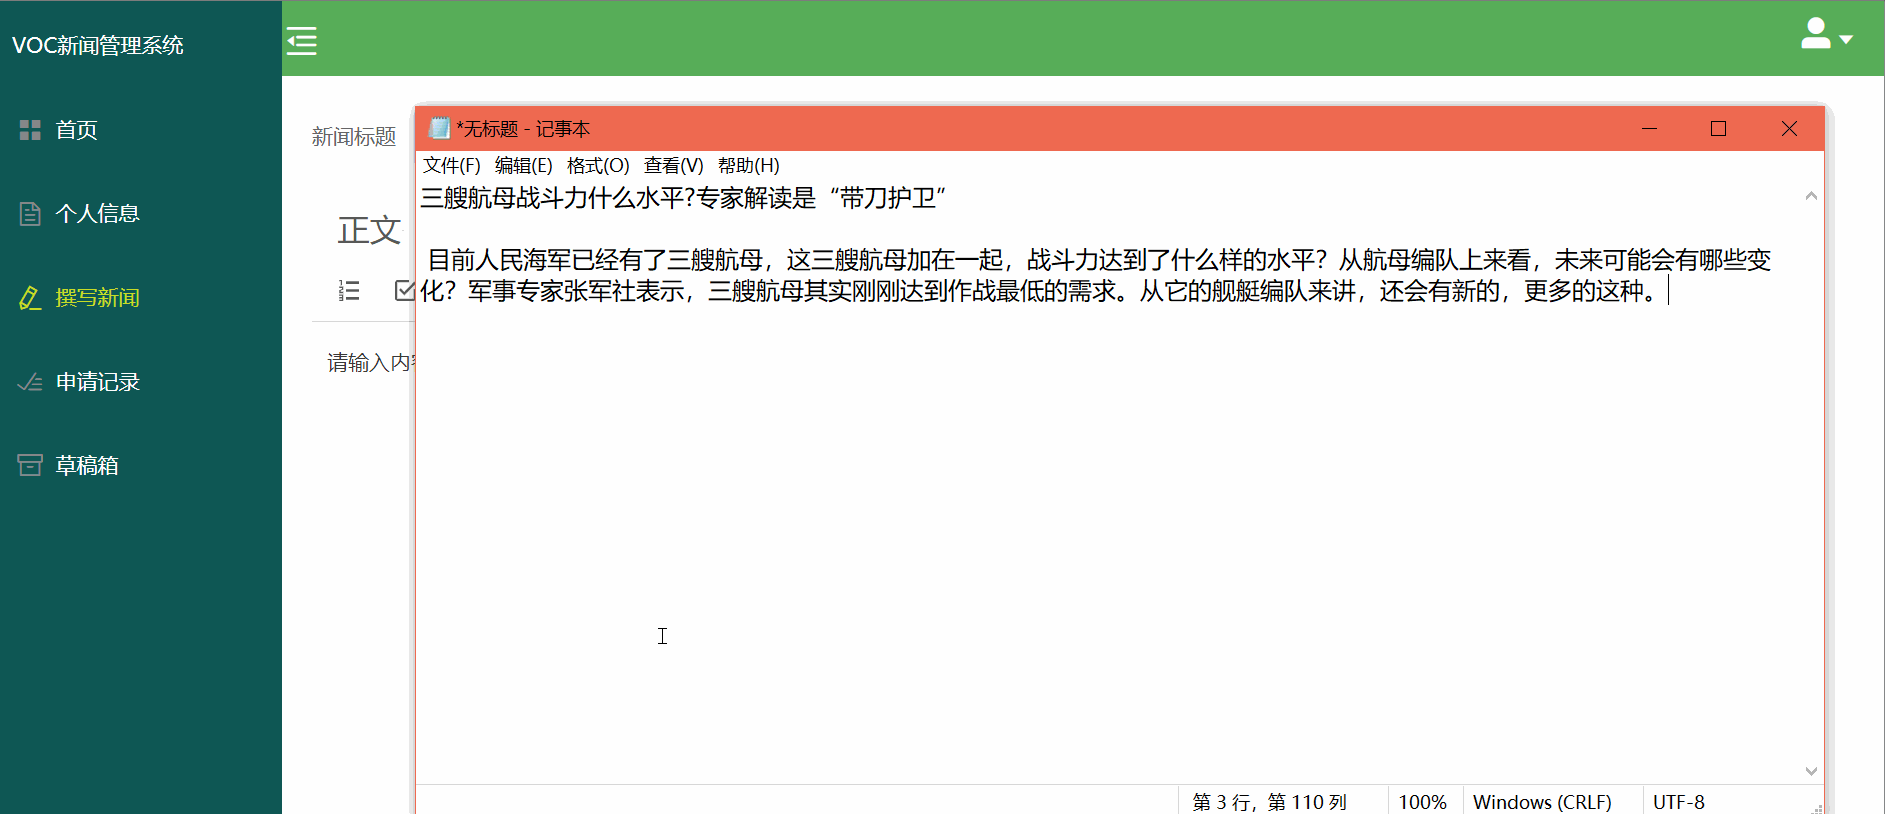 VOC新闻管理系统
首页
个人信息
撰写新闻
申请记录
草稿箱
新闻标题
正文
请输入内
*无标题 - 记事本
文件(F) 编辑(E) 格式(O) 查看(V) 帮助(H)
三艘航母战斗力什么水平?专家解读是“带刀护卫”
目前人民海军已经有了三艘航母，这三艘航母加在一起，战斗力达到了什么样的水平？从航母编队上来看，未来可能会有哪些变
化？军事专家张军社表示，三艘航母其实刚刚达到作战最低的需求。从它的舰艇编队来讲，还会有新的，更多的这种。
第 3 行，第 110 列 100% Windows (CRLF) UTF-8